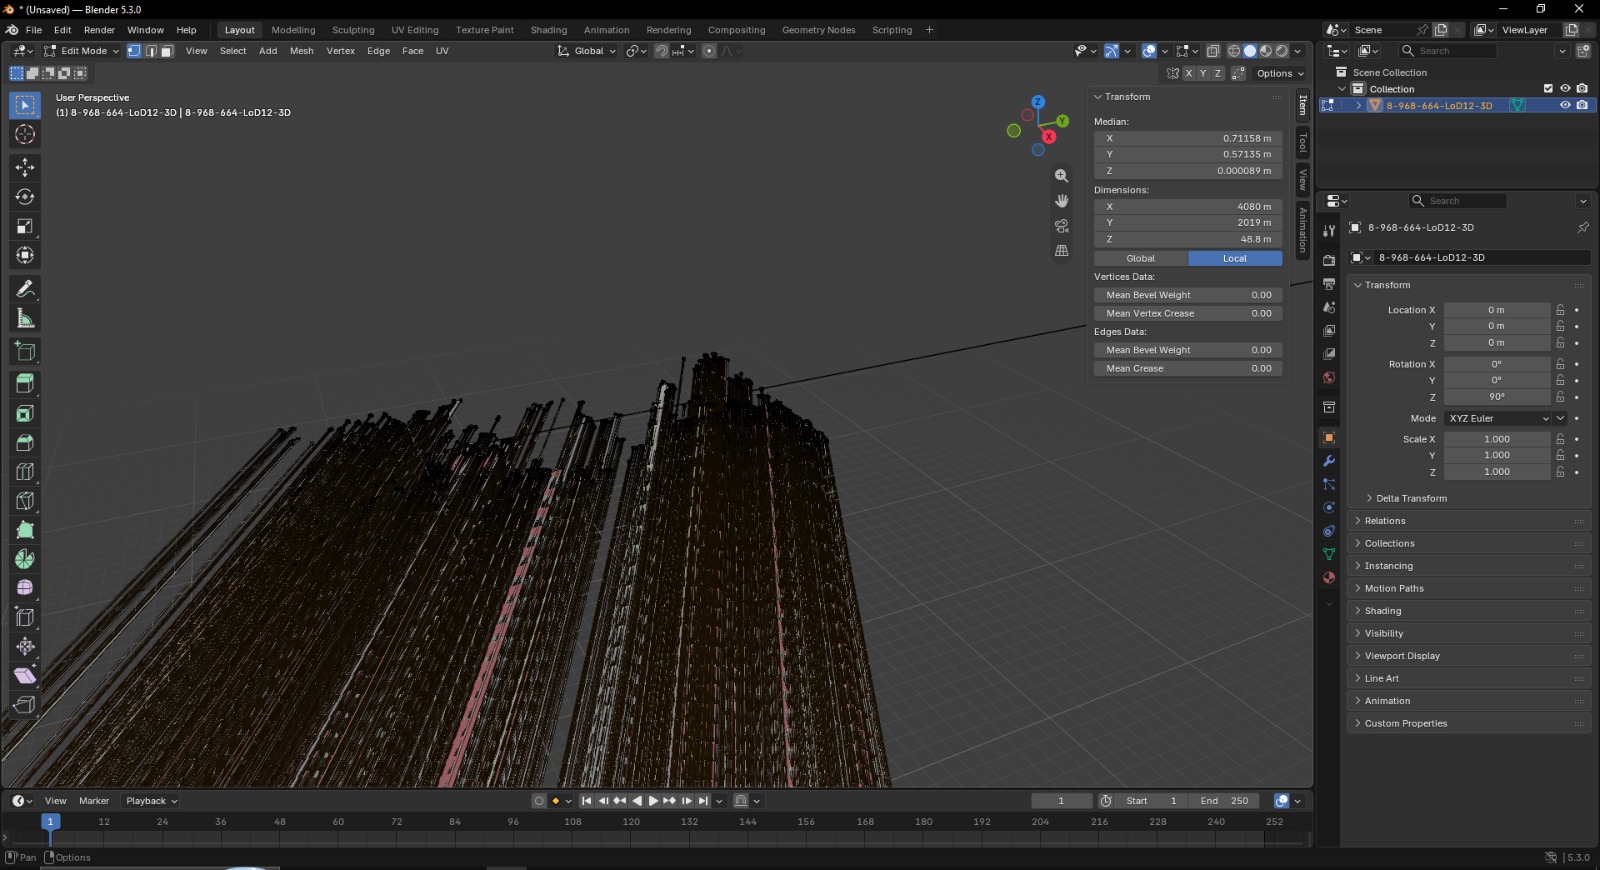 * (Unsaved) — Blender 5.3.0
File Edit Render Window Help Layout Modelling Sculpting UV Editing Texture Paint Shading Animation Rendering Compositing Geometry Nodes Scripting + Scene ViewLayer
Edit Mode View Select Add Mesh Vertex Edge Face UV Global Search
X Y Z Options
Scene Collection
Collection
8-968-664-LoD12-3D
User Perspective
(1) 8-968-664-LoD12-3D | 8-968-664-LoD12-3D
Z
Y
X
Item
Tool
View
Animation
Transform
Median:
X 0.71158 m
Y 0.57135 m
Z 0.000089 m
Dimensions:
X 4080 m
Y 2019 m
Z 48.8 m
Global Local
Vertices Data:
Mean Bevel Weight 0.00
Mean Vertex Crease 0.00
Edges Data:
Mean Bevel Weight 0.00
Mean Crease 0.00
Search
8-968-664-LoD12-3D
8-968-664-LoD12-3D
Transform
Location X 0 m
Y 0 m
Z 0 m
Rotation X 0°
Y 0°
Z 90°
Mode XYZ Euler
Scale X 1.000
Y 1.000
Z 1.000
Delta Transform
Relations
Collections
Instancing
Motion Paths
Shading
Visibility
Viewport Display
Line Art
Animation
Custom Properties
View Marker Playback 1 Start 1 End 250
1 12 24 36 48 60 72 84 96 108 120 132 144 156 168 180 192 204 216 228 240 252
Pan Options 5.3.0